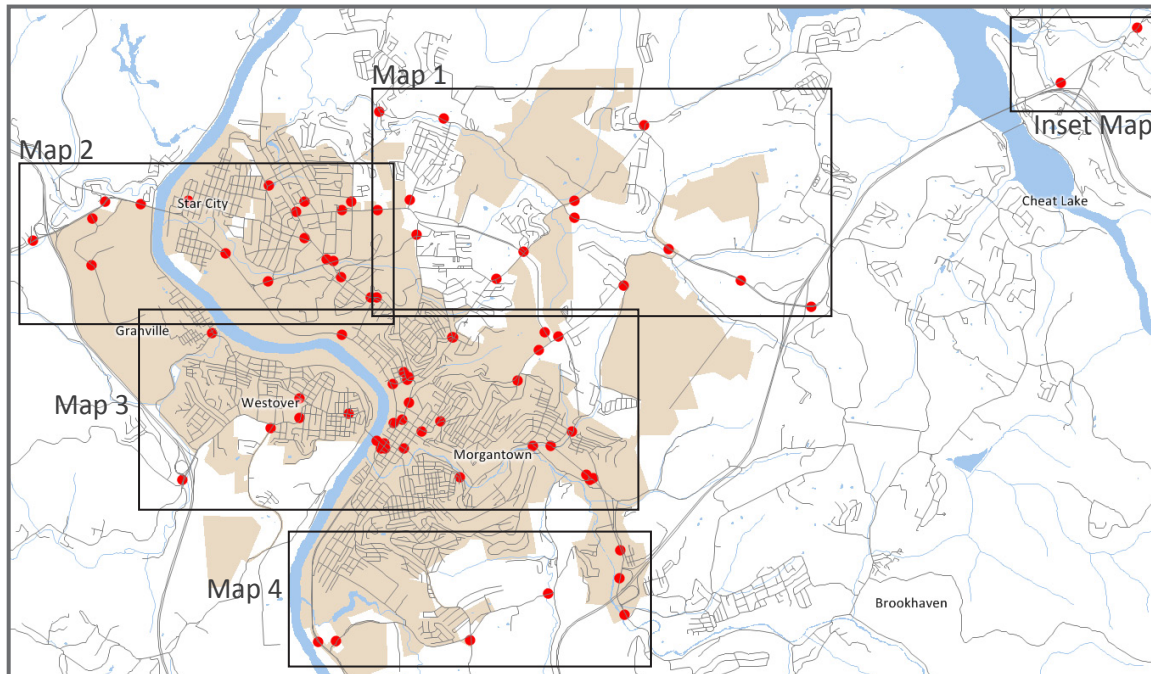 Map 1
Inset Map
Map 2
Star City
Cheat Lake
Granville
Map 3
Westover
Morgantown
Map 4
Brookhaven